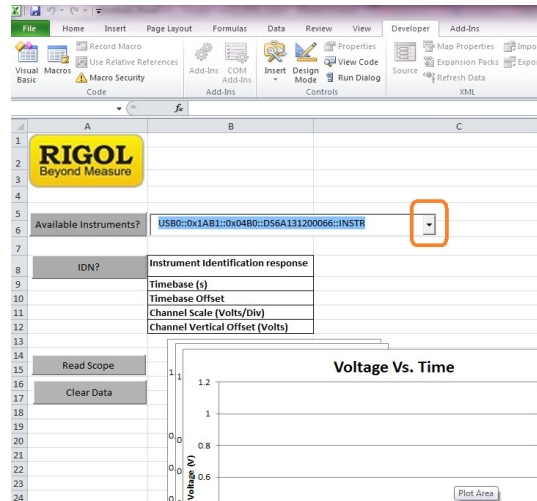 File Home Insert Page Layout Formulas Data Review View Developer Add-Ins
Visual Basic
Macros
Record Macro
Use Relative References
Macro Security
Code
Add-Ins
COM Add-Ins
Add-Ins
Insert
Design Mode
Properties
View Code
Run Dialog
Controls
Source
Map Properties
Expansion Packs
Refresh Data
XML
fx
A B C
1
2
3
4
5
6
7
8
9
10
11
12
13
14
15
16
17
18
19
20
21
22
23
24
RIGOL
Beyond Measure
Available Instruments?
USB0::0x1AB1::0x04B0::DS6A131200066::INSTR
IDN?
Instrument Identification response
Timebase (s)
Timebase Offset
Channel Scale (Volts/Div)
Channel Vertical Offset (Volts)
Read Scope
Clear Data
Voltage Vs. Time
1.2
1
0.8
0.6
Voltage (V)
Plot Area